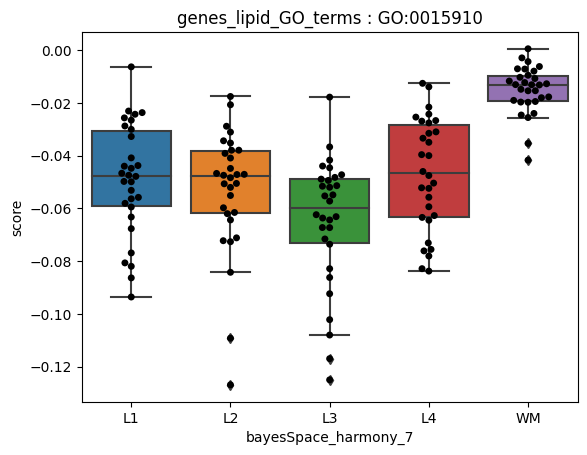 genes_lipid_GO_terms : GO:0015910
0.00
−0.02
−0.04
−0.06
−0.08
−0.10
−0.12
score
L1 L2 L3 L4 WM
bayesSpace_harmony_7